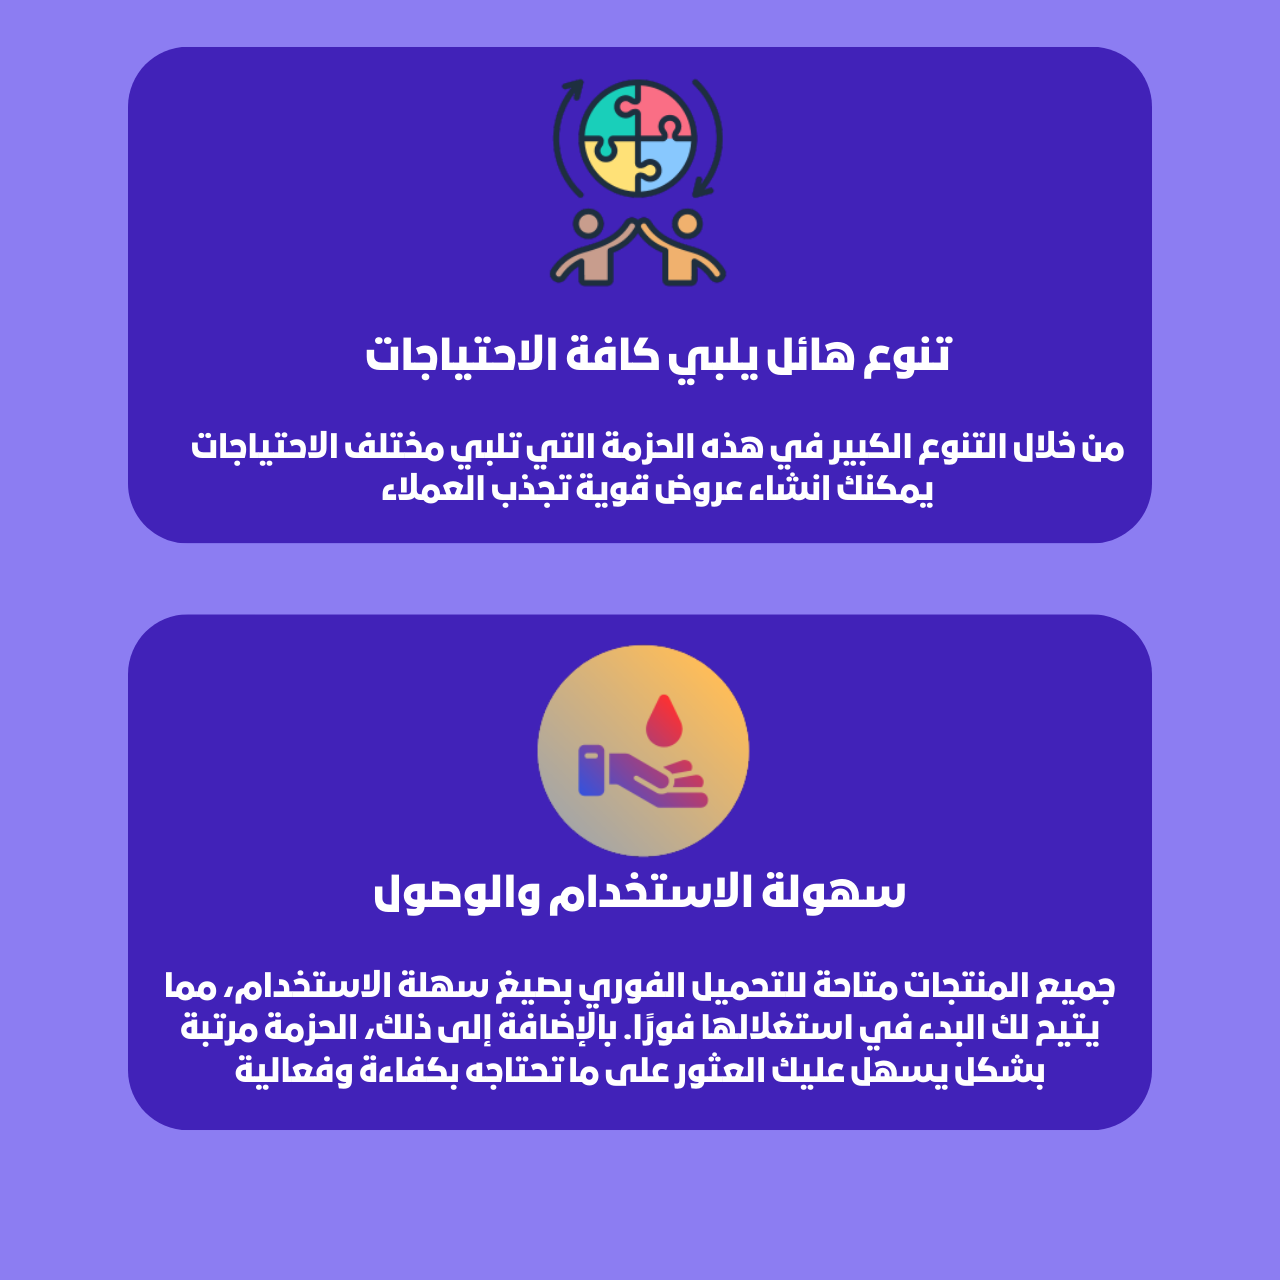 تنوع هائل يلبي كافة الاحتياجات
من خلال التنوع الكبير في هذه الحزمة التي تلبي مختلف الاحتياجات
يمكنك انشاء عروض قوية تجذب العملاء
سهولة الاستخدام والوصول
جميع المنتجات متاحة للتحميل الفوري بصيغ سهلة الاستخدام، مما
يتيح لك البدء في استغلالها فورًا. بالإضافة إلى ذلك، الحزمة مرتبة
بشكل يسهل عليك العثور على ما تحتاجه بكفاءة وفعالية